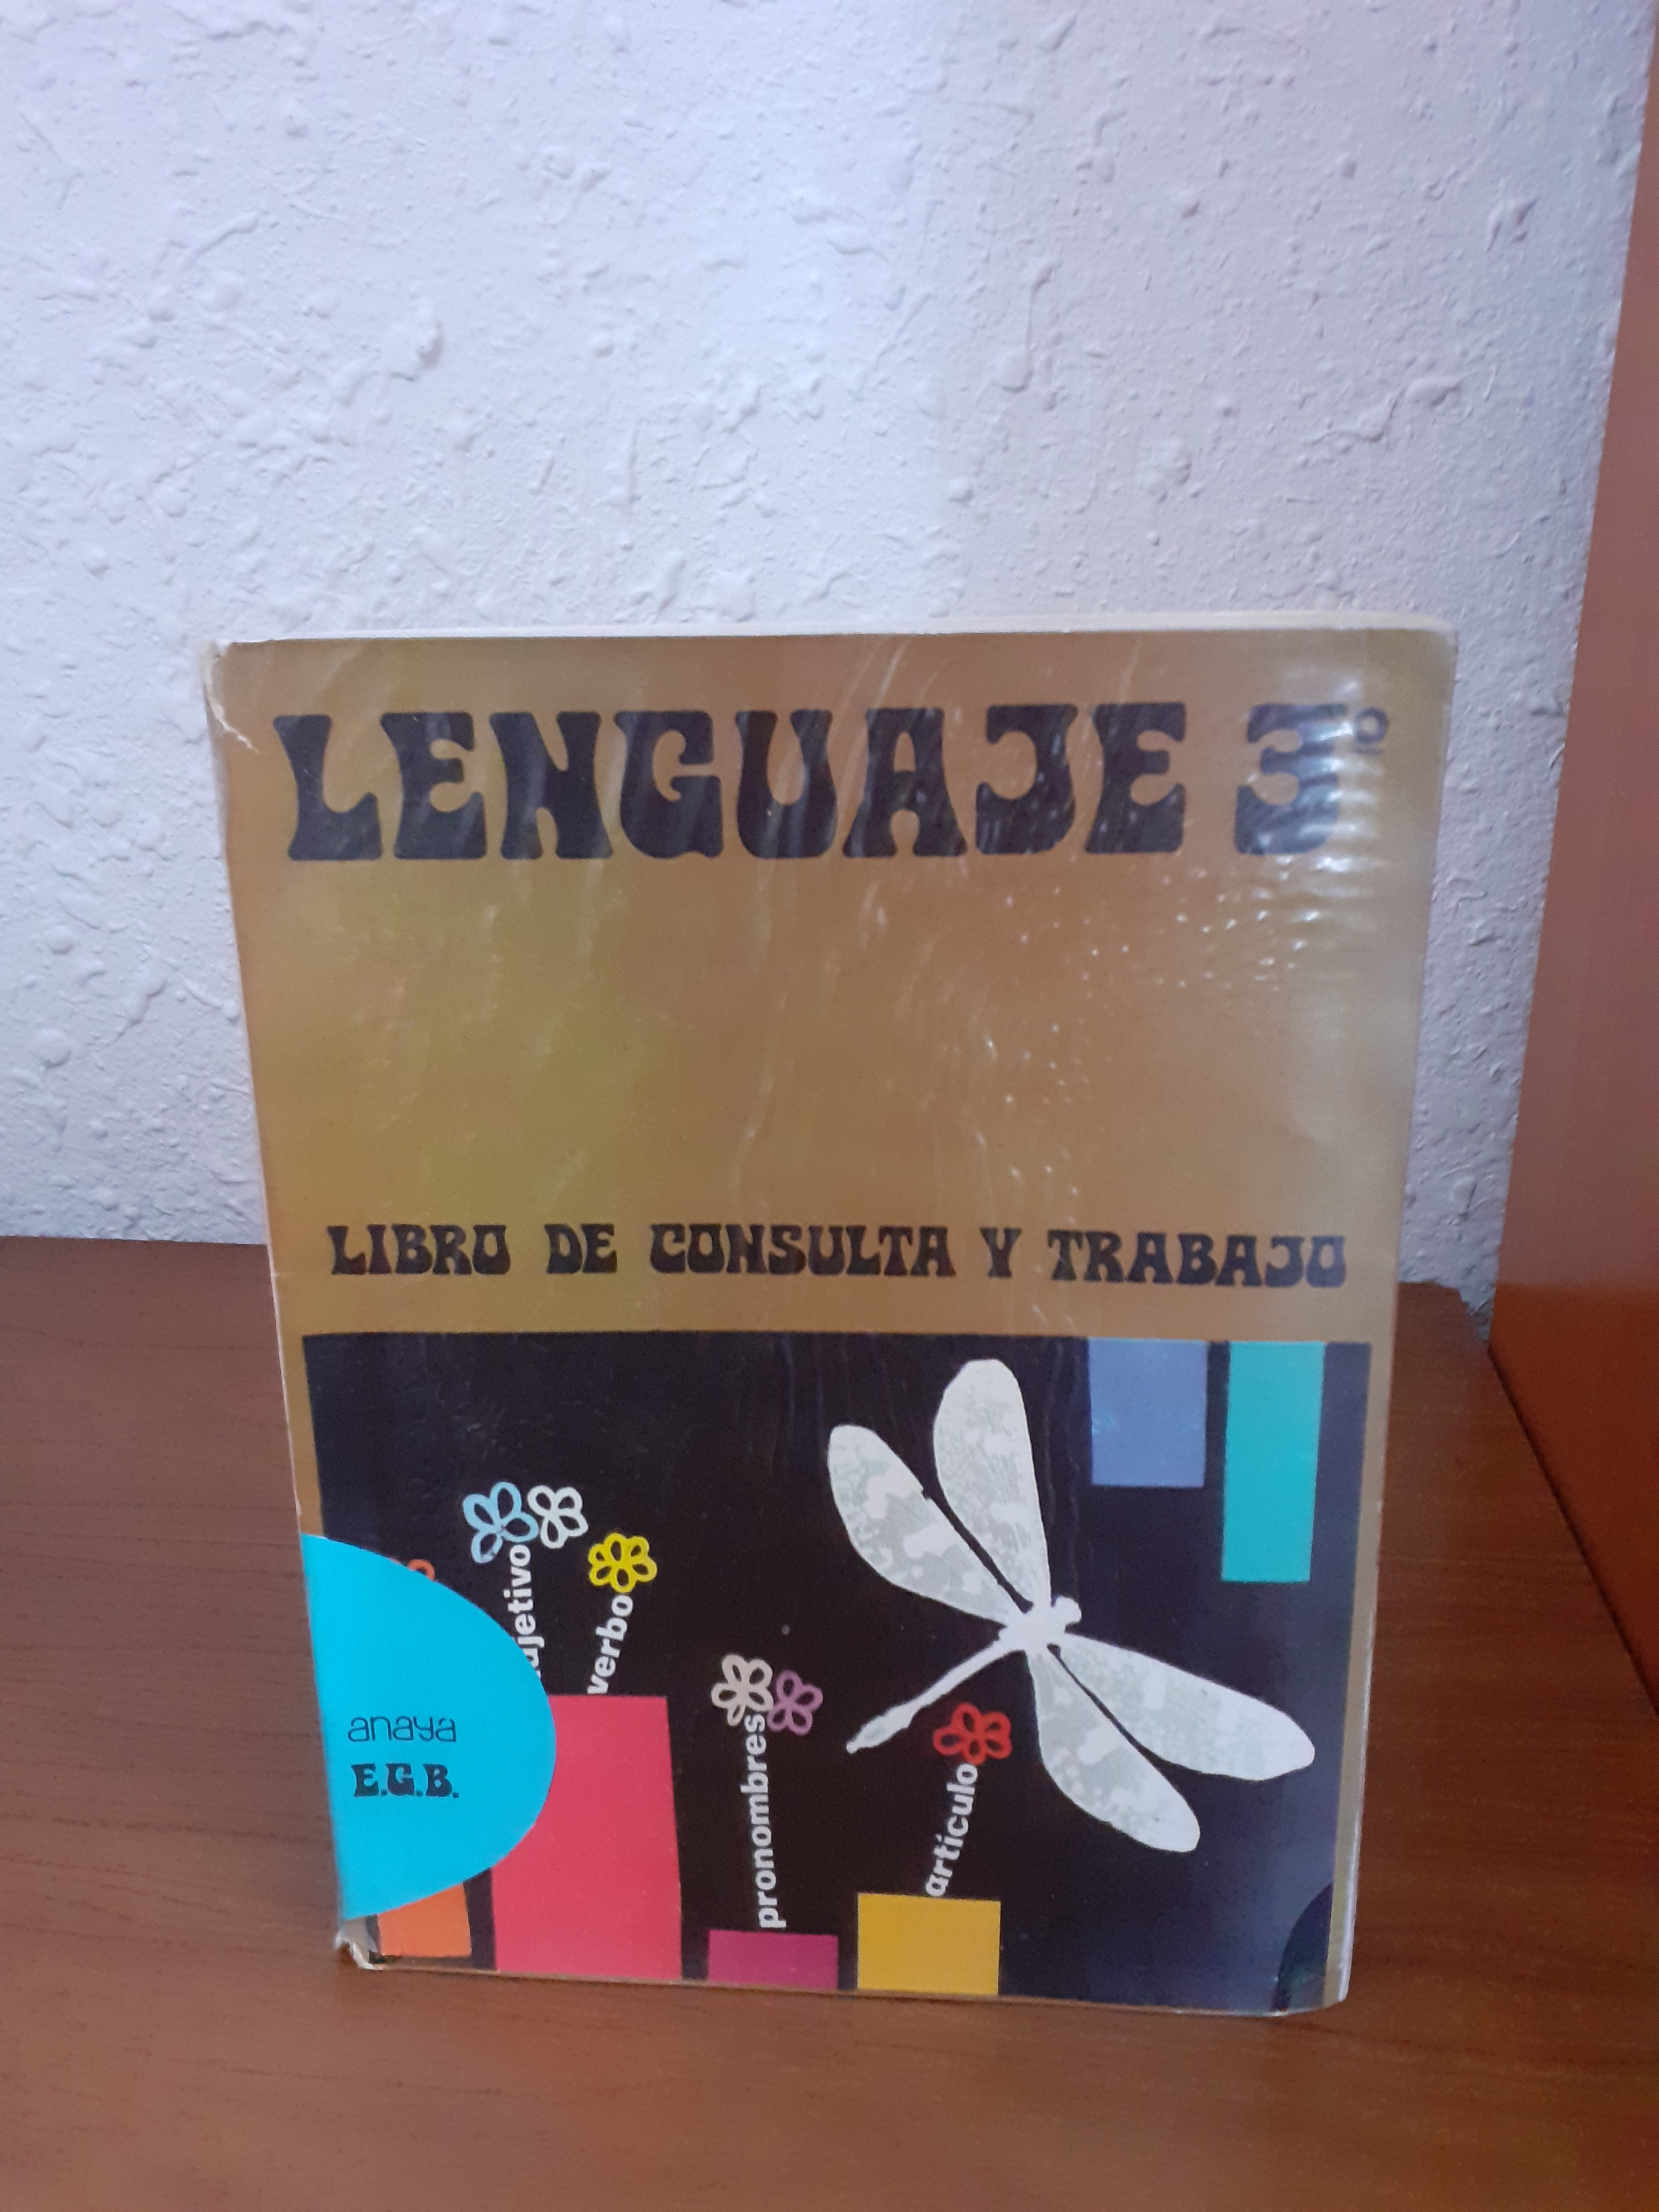 LENGUAJE 3º
LIBRO DE CONSULTA Y TRABAJO
verbo
pronombres
artículo
anaya
E.G.B.